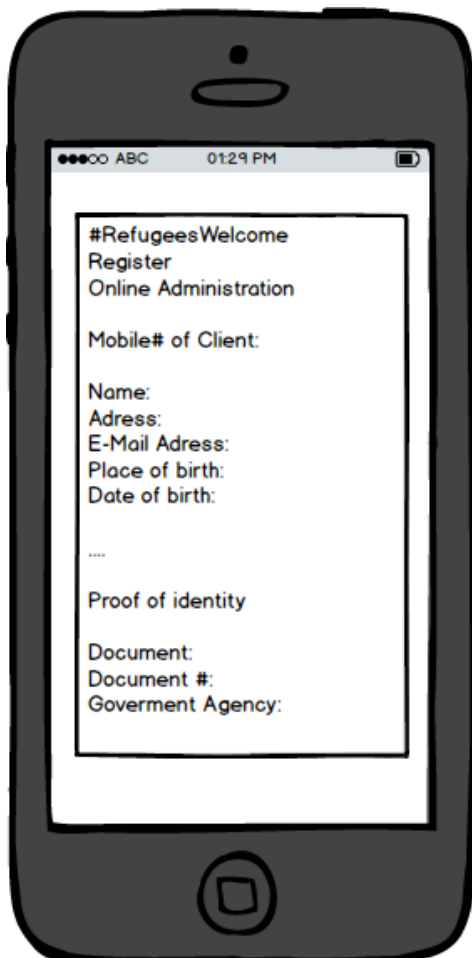 ABC 01:29 PM
#RefugeesWelcome
Register
Online Administration
Mobile# of Client:
Name:
Adress:
E-Mail Adress:
Place of birth:
Date of birth:
....
Proof of identity
Document:
Document #:
Goverment Agency: